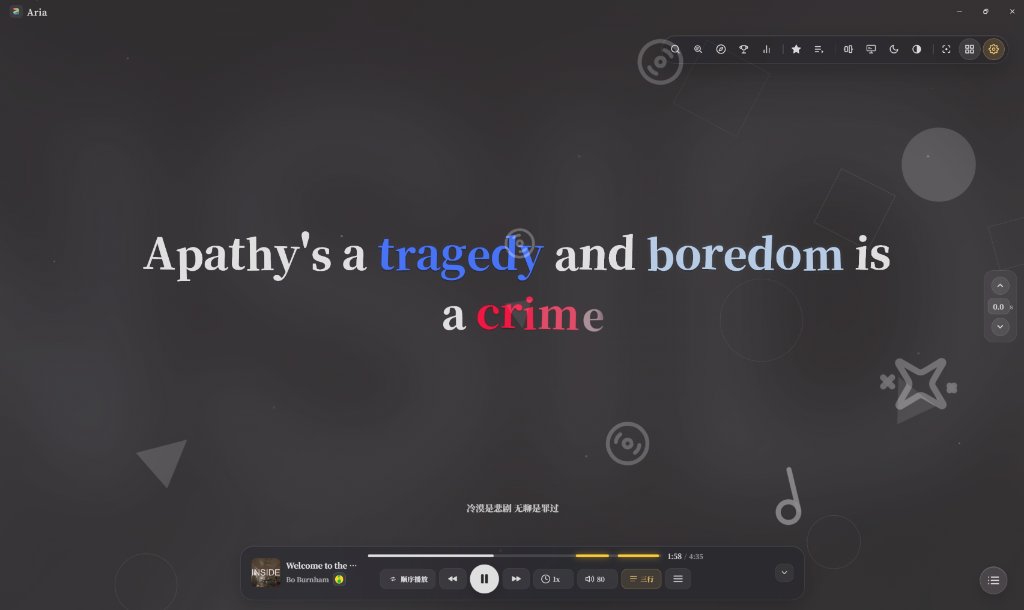 Aria
Apathy's a tragedy and boredom is
a crime
0.0 s
冷漠是悲剧 无聊是罪过
INSIDE
Welcome to the ···
Bo Burnham
1:58 / 4:35
顺序播放
1x
80
三行